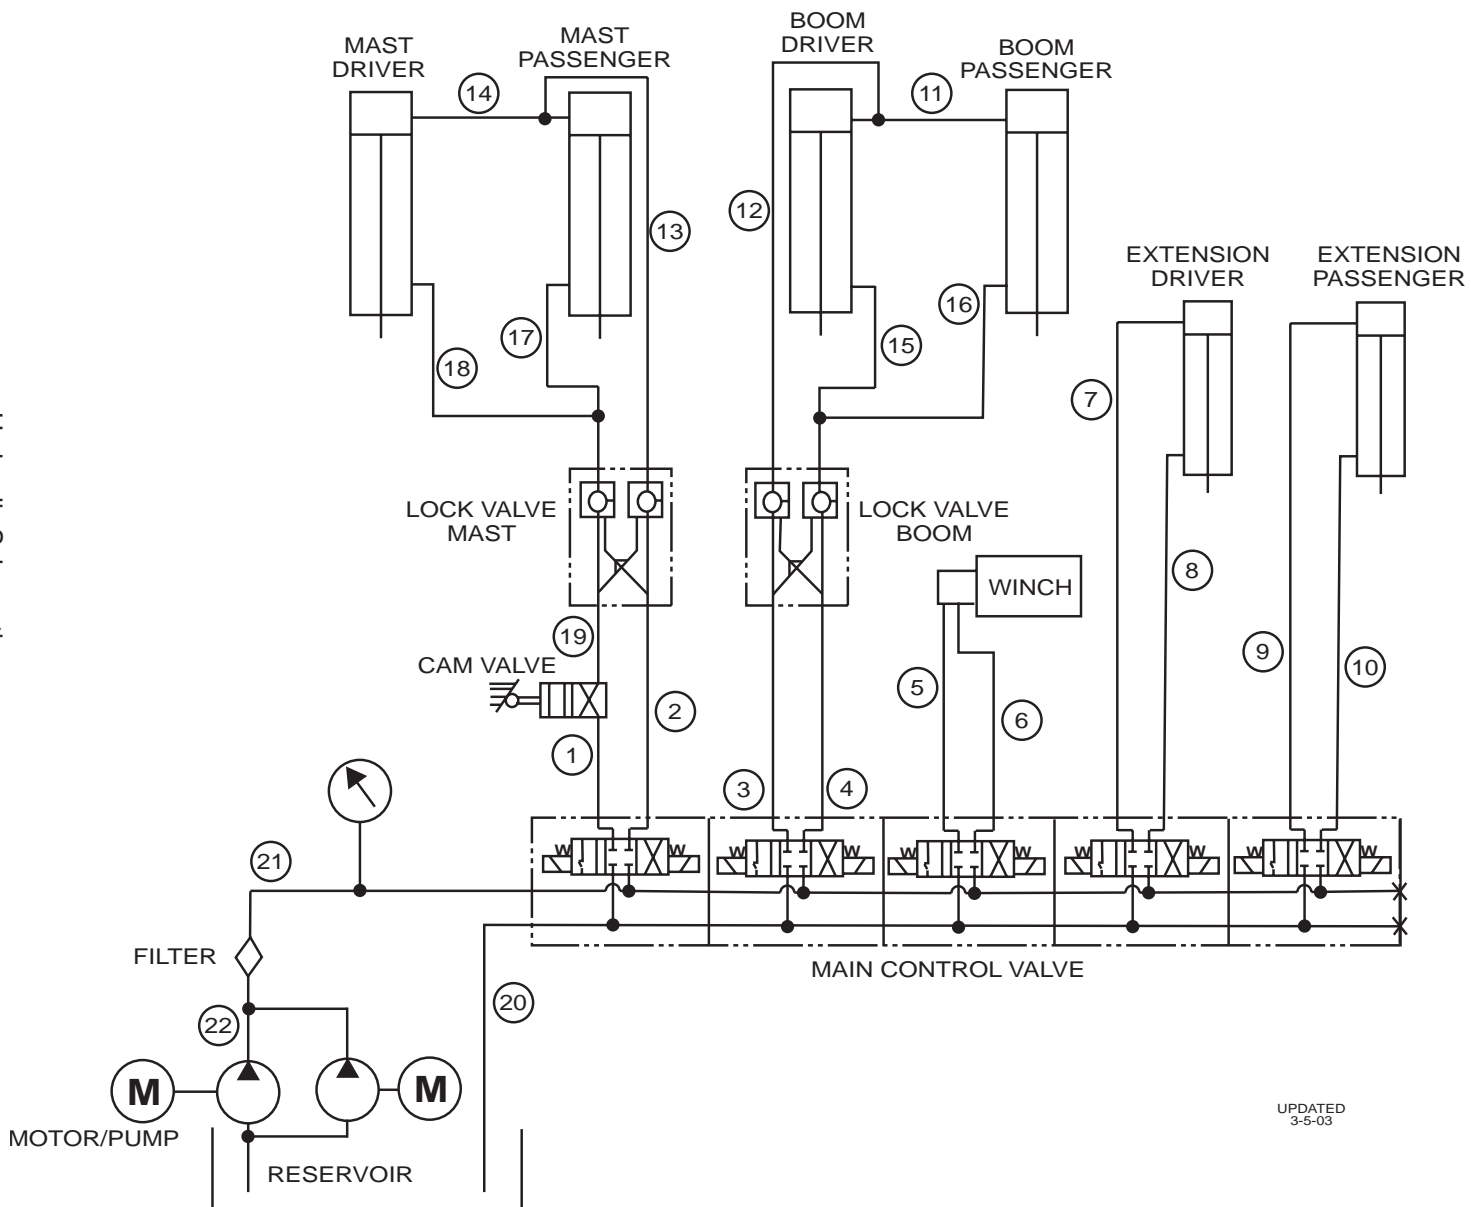 MAST
DRIVER
MAST
PASSENGER
BOOM
DRIVER
BOOM
PASSENGER
14
11
12
13
EXTENSION
DRIVER
EXTENSION
PASSENGER
16
17
15
18
7
LOCK VALVE
MAST
LOCK VALVE
BOOM
8
WINCH
19
9
10
CAM VALVE
5
2
6
1
3
4
W
W
W
W
W
W
W
W
W
W
21
FILTER
MAIN CONTROL VALVE
20
22
M
M
MOTOR/PUMP
RESERVOIR
UPDATED
3-5-03